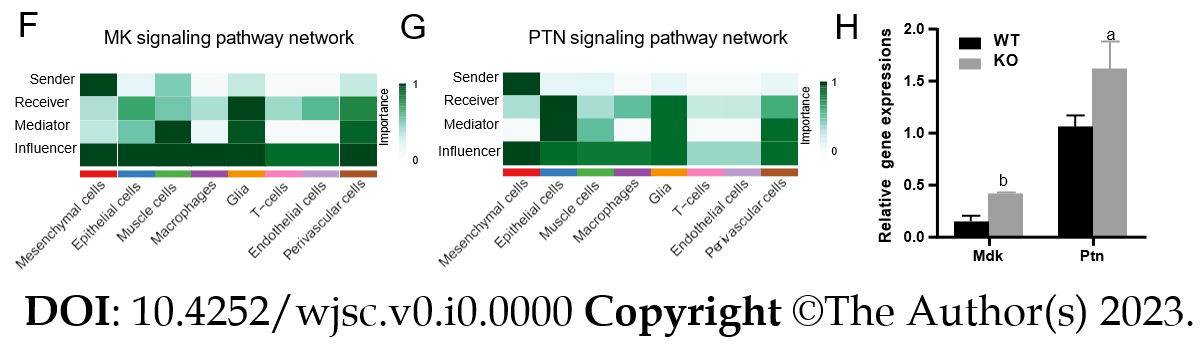 F
MK signaling pathway network
Sender
Receiver
Mediator
Influencer
Importance
1
0
Mesenchymal cells
Epithelial cells
Muscle cells
Macrophages
Glia
T−cells
Endothelial cells
Perivascular cells
G
PTN signaling pathway network
Sender
Receiver
Mediator
Influencer
Importance
1
0
Mesenchymal cells
Epithelial cells
Muscle cells
Macrophages
Glia
T−cells
Endothelial cells
Perivascular cells
H
Relative gene expressions
2.0
1.5
1.0
0.5
0.0
WT
KO
b
a
Mdk
Ptn
DOI: 10.4252/wjsc.v0.i0.0000 Copyright ©The Author(s) 2023.